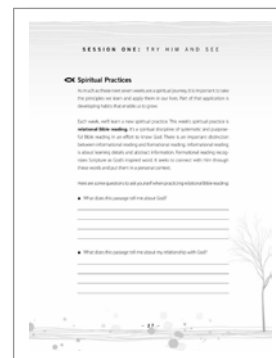 SESSION ONE: TRY HIM AND SEE
Spiritual Practices
As much as these next seven weeks are a spiritual journey, it is important to take
the principles we learn and apply them in our lives. Part of that application is
developing habits that enable us to grow.
Each week, we'll learn a new spiritual practice. This week's spiritual practice is
relational Bible reading. It's a spiritual discipline of systematic and purpose-
ful Bible reading in an effort to know God. There is an important distinction
between informational reading and formational reading. Informational reading
is about learning details and abstract information. Formational reading recog-
nizes Scripture as God's inspired word. It seeks to connect with Him through
these words and put them in a personal context.
Here are some questions to ask yourself when practicing relational Bible reading:
■ What does this passage tell me about God?
■ What does this passage tell me about my relationship with God?
- 27 -